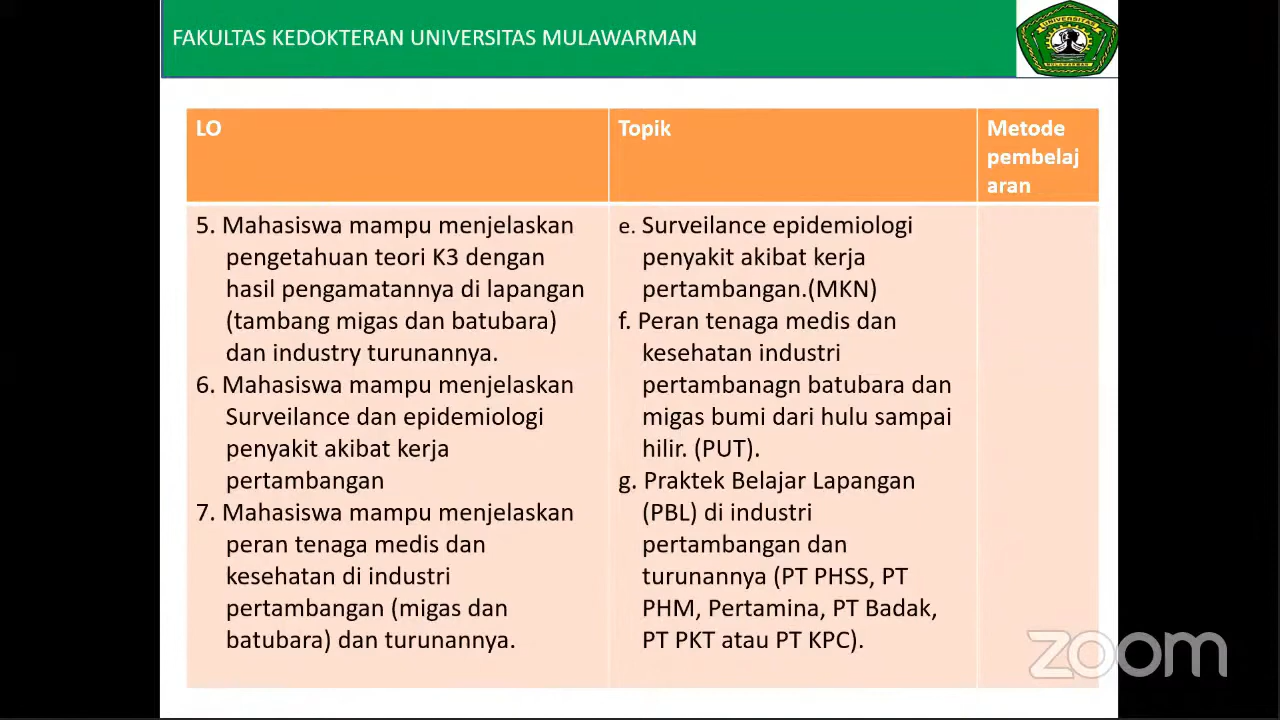 FAKULTAS KEDOKTERAN UNIVERSITAS MULAWARMAN
UNIVERSITAS
MULAWARMAN
LO
Topik
Metode
pembelaj
aran
5. Mahasiswa mampu menjelaskan
pengetahuan teori K3 dengan
hasil pengamatannya di lapangan
(tambang migas dan batubara)
dan industry turunannya.
6. Mahasiswa mampu menjelaskan
Surveilance dan epidemiologi
penyakit akibat kerja
pertambangan
7. Mahasiswa mampu menjelaskan
peran tenaga medis dan
kesehatan di industri
pertambangan (migas dan
batubara) dan turunannya.
e. Surveilance epidemiologi
penyakit akibat kerja
pertambangan.(MKN)
f. Peran tenaga medis dan
kesehatan industri
pertambanagn batubara dan
migas bumi dari hulu sampai
hilir. (PUT).
g. Praktek Belajar Lapangan
(PBL) di industri
pertambangan dan
turunannya (PT PHSS, PT
PHM, Pertamina, PT Badak,
PT PKT atau PT KPC).
zoom